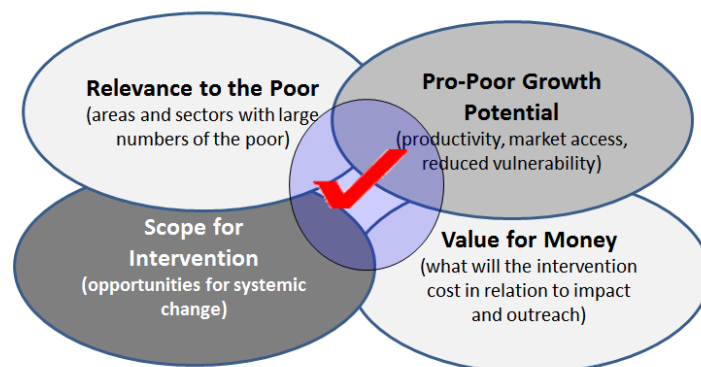 Relevance to the Poor
(areas and sectors with large
numbers of the poor)
Pro-Poor Growth
Potential
(productivity, market access,
reduced vulnerability)
Scope for
Intervention
(opportunities for systemic
change)
Value for Money
(what will the intervention
cost in relation to impact
and outreach)